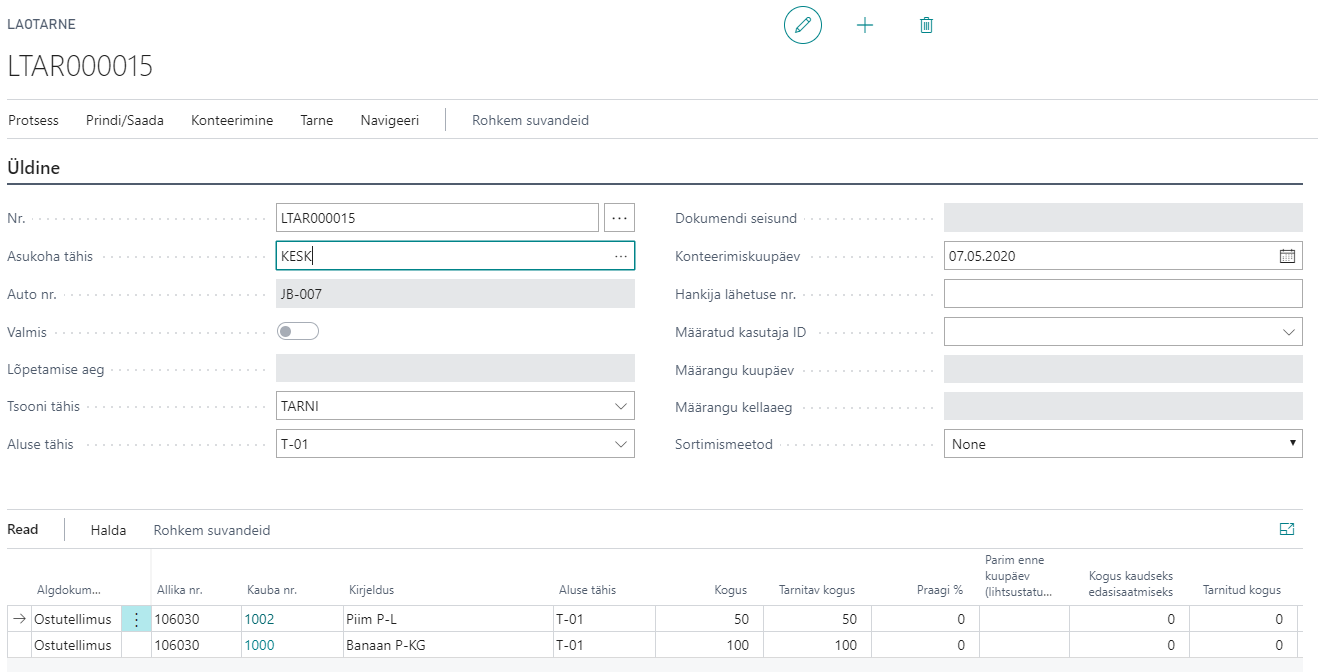 LAOTARNE
LTAR000015
Protsess Prindi/Saada Konteerimine Tarne Navigeeri Rohkem suvandeid
Üldine
Nr. LTAR000015 ...
Asukoha tähis KESK ...
Auto nr. JB-007
Valmis
Lõpetamise aeg
Tsooni tähis TARNI
Aluse tähis T-01
Dokumendi seisund
Konteerimiskuupäev 07.05.2020
Hankija lähetuse nr.
Määratud kasutaja ID
Määrangu kuupäev
Määrangu kellaaeg
Sortimismeetod None
Read Halda Rohkem suvandeid
Algdokum... Allika nr. Kauba nr. Kirjeldus Aluse tähis Kogus Tarnitav kogus Praagi % Parim enne kuupäev (lihtsustatu... Kogus kaudseks edasisaatmiseks Tarnitud kogus
Ostutellimus 106030 1002 Piim P-L T-01 50 50 0 0 0
Ostutellimus 106030 1000 Banaan P-KG T-01 100 100 0 0 0